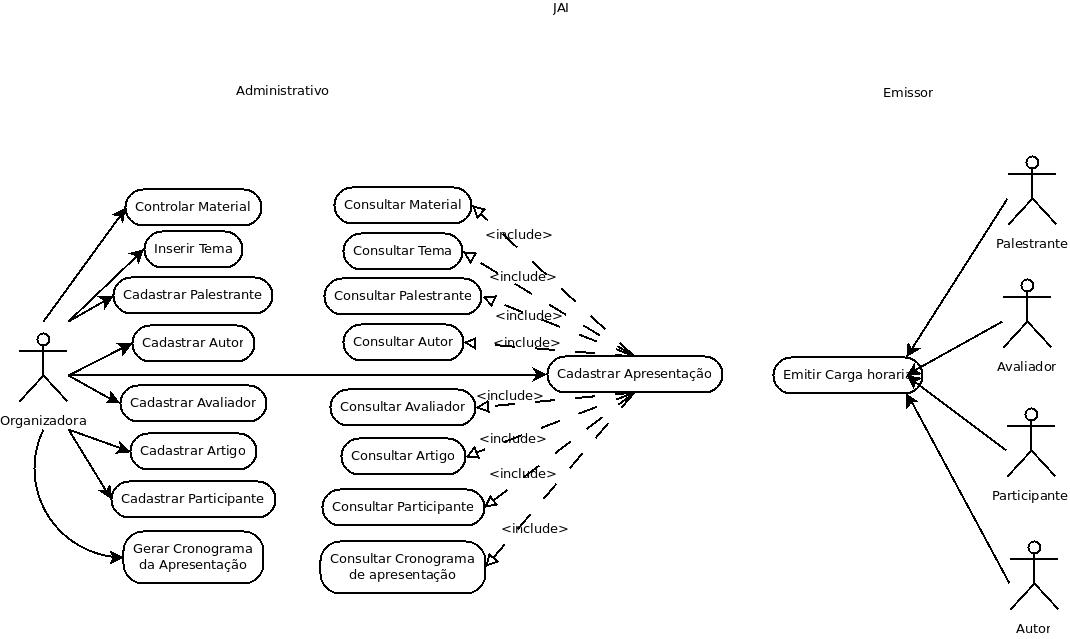 JAI
Administrativo
Emissor
Controlar Material
Inserir Tema
Cadastrar Palestrante
Cadastrar Autor
Organizadora
Cadastrar Avaliador
Cadastrar Artigo
Cadastrar Participante
Gerar Cronograma
da Apresentação
Consultar Material
<include>
Consultar Tema
<include>
Consultar Palestrante
<include>
Consultar Autor
<include>
Cadastrar Apresentação
Consultar Avaliador
<include>
Consultar Artigo
<include>
Consultar Participante
<include>
Consultar Cronograma
de apresentação
<include>
Emitir Carga horaria
Palestrante
Avaliador
Participante
Autor